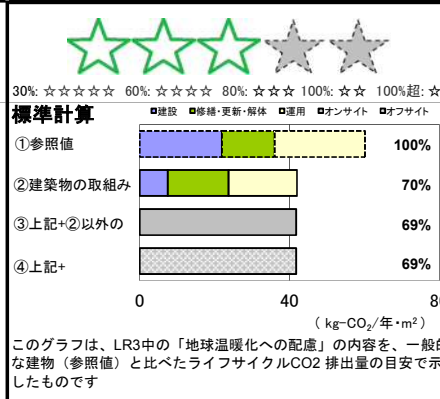 30%: ☆☆☆☆☆ 60%: ☆☆☆☆ 80%: ☆☆☆ 100%: ☆☆ 100%超: ☆
標準計算
■建設 ■修繕・更新・解体 □運用 ■オンサイト ■オフサイト
①参照値 100%
②建築物の取組み 70%
③上記+②以外の 69%
④上記+ 69%
0 40 80
( kg-CO₂/年・m² )
このグラフは、LR3中の「地球温暖化への配慮」の内容を、一般的
な建物（参照値）と比べたライフサイクルCO2 排出量の目安で示
したものです